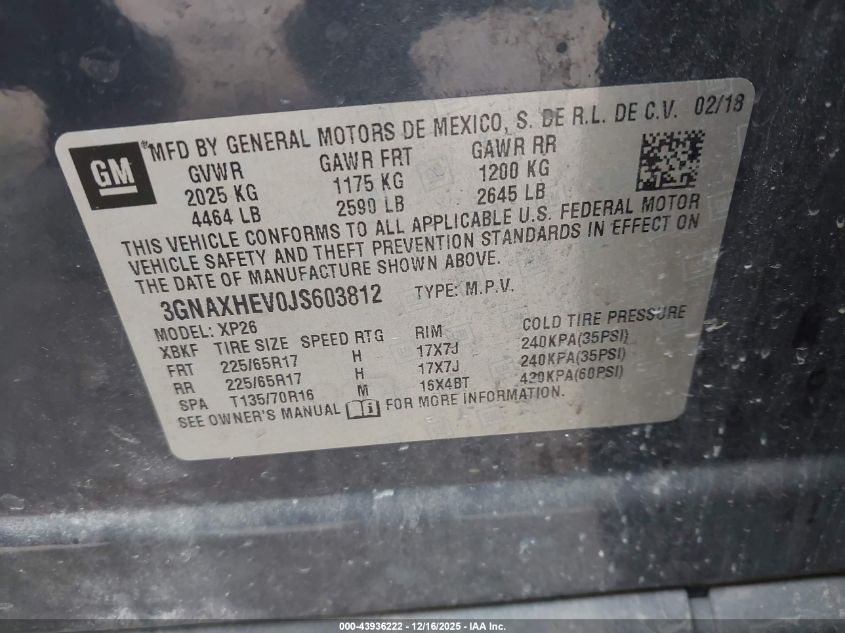 GM
® MFD BY GENERAL MOTORS DE MEXICO, S. DE R.L. DE C.V. 02/18
GVWR GAWR FRT GAWR RR
2025 KG 1175 KG 1200 KG
4464 LB 2590 LB 2645 LB
THIS VEHICLE CONFORMS TO ALL APPLICABLE U.S. FEDERAL MOTOR
VEHICLE SAFETY AND THEFT PREVENTION STANDARDS IN EFFECT ON
THE DATE OF MANUFACTURE SHOWN ABOVE.
3GNAXHEV0JS603812 TYPE: M.P.V.
MODEL: XP26
XBKF TIRE SIZE SPEED RTG RIM COLD TIRE PRESSURE
FRT 225/65R17 H 17X7J 240KPA(35PSI)
RR 225/65R17 H 17X7J 240KPA(35PSI)
SPA T135/70R16 M 16X4BT 420KPA(60PSI)
SEE OWNER'S MANUAL i FOR MORE INFORMATION.
000-43936222 - 12/16/2025 - IAA Inc.